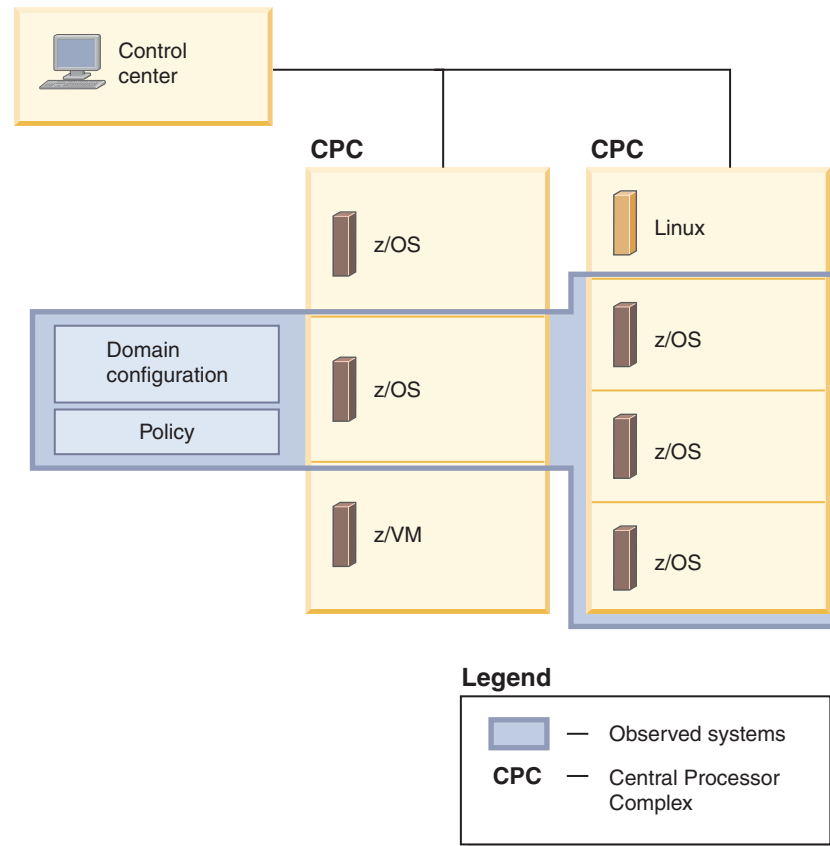 Control
center
CPC
CPC
z/OS
Linux
Domain
configuration
Policy
z/OS
z/OS
z/OS
z/VM
z/OS
Legend
— Observed systems
CPC — Central Processor
Complex